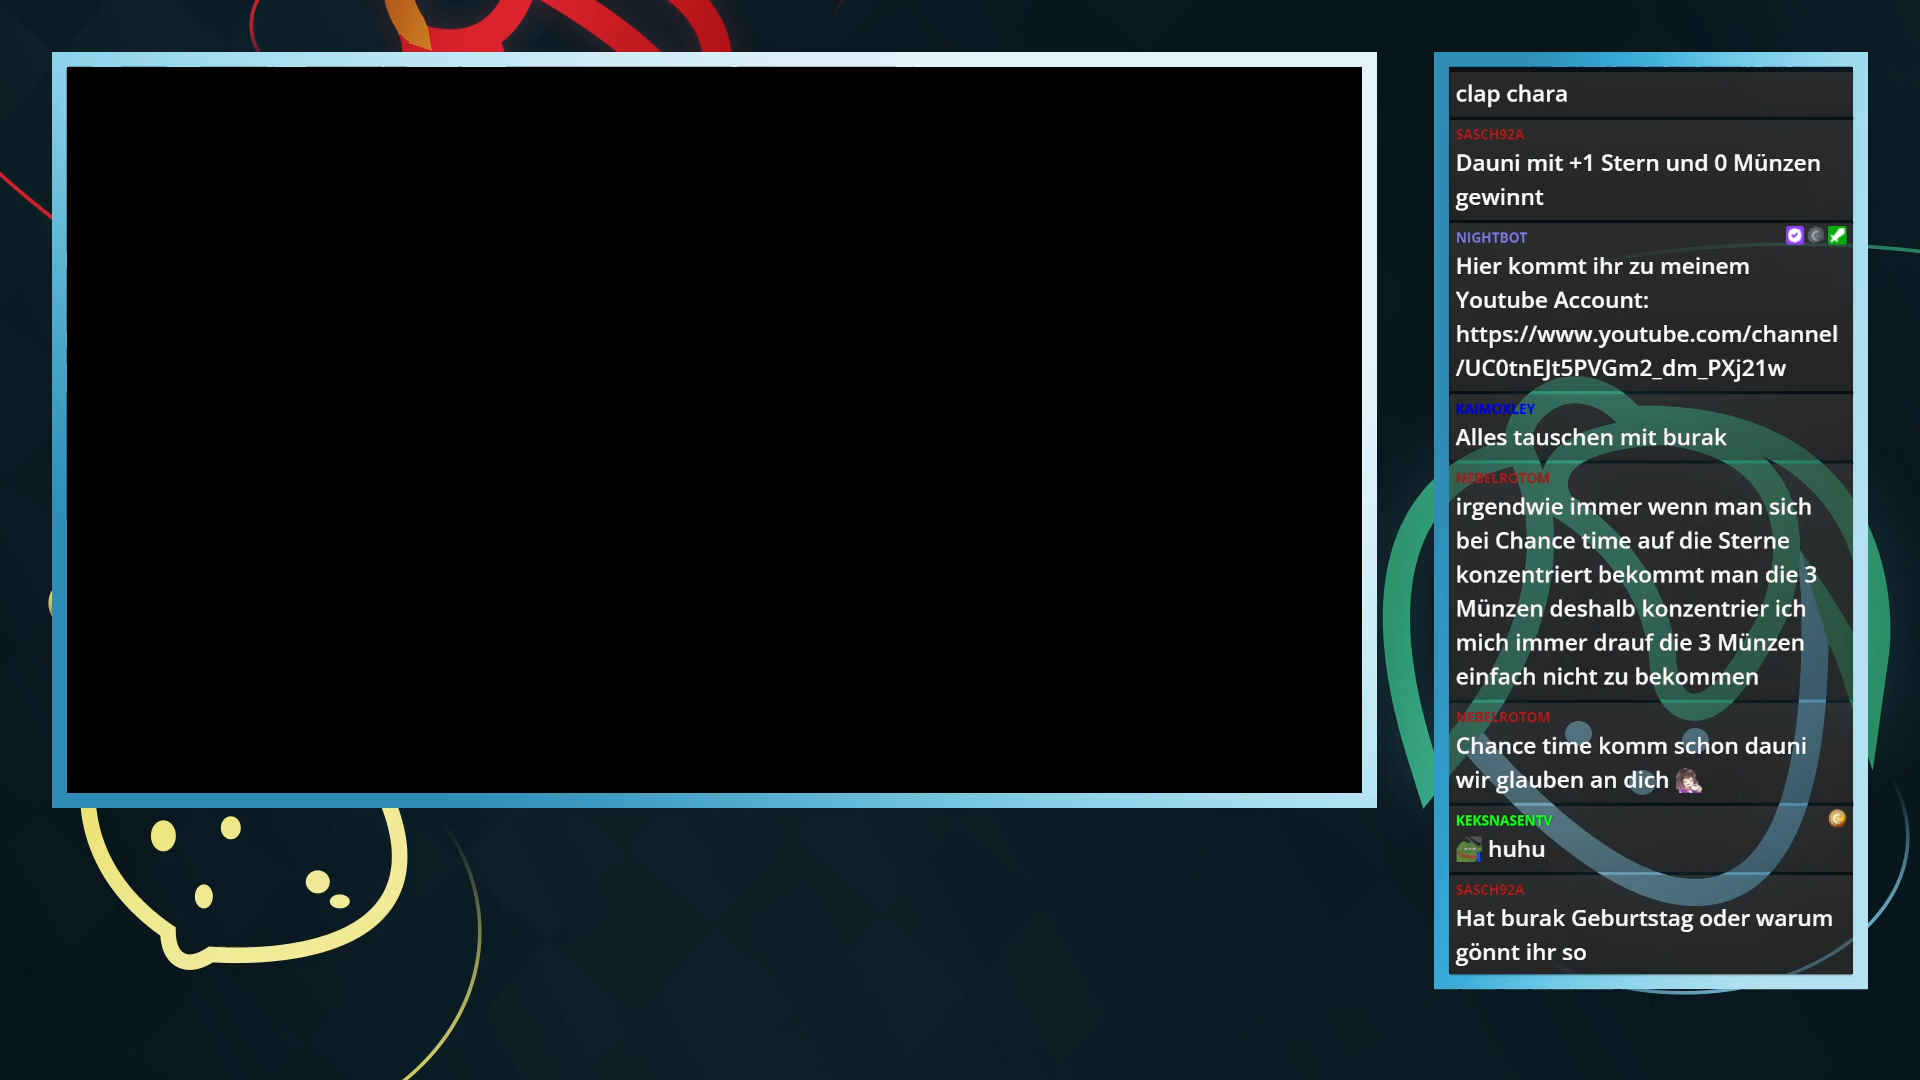 clap chara
SASCH92A
Dauni mit +1 Stern und 0 Münzen
gewinnt
NIGHTBOT
Hier kommt ihr zu meinem
Youtube Account:
https://www.youtube.com/channel
/UC0tnEJt5PVGm2_dm_PXj21w
KAIMOXLEY
Alles tauschen mit burak
NEBELROTOM
irgendwie immer wenn man sich
bei Chance time auf die Sterne
konzentriert bekommt man die 3
Münzen deshalb konzentrier ich
mich immer drauf die 3 Münzen
einfach nicht zu bekommen
NEBELROTOM
Chance time komm schon dauni
wir glauben an dich
KEKSNASENTV
huhu
SASCH92A
Hat burak Geburtstag oder warum
gönnt ihr so